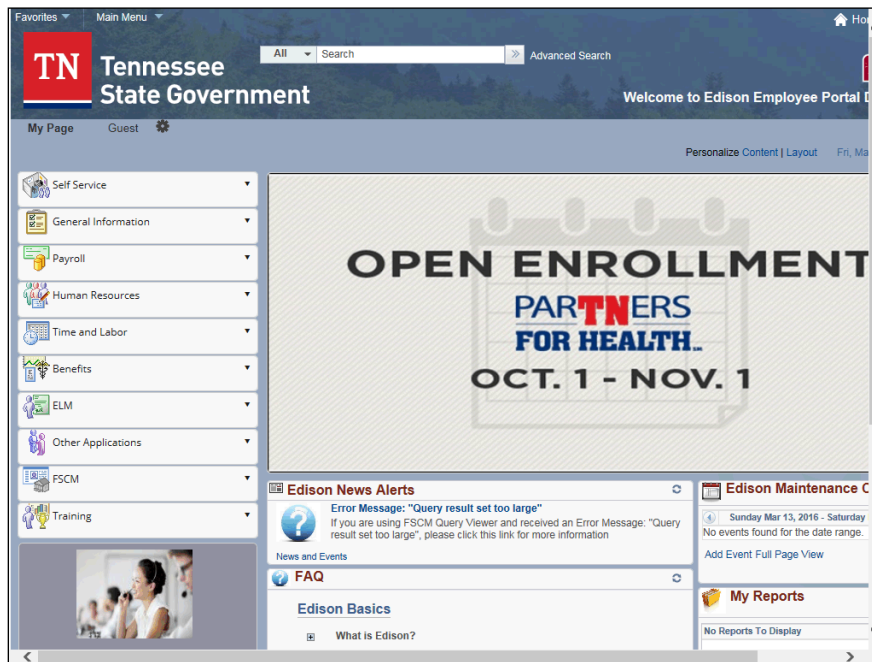 Favorites Main Menu
TN Tennessee
State Government
All Search Advanced Search
Welcome to Edison Employee Portal
My Page Guest
Personalize Content | Layout Fri,
Self Service
General Information
Payroll
Human Resources
Time and Labor
Benefits
ELM
Other Applications
FSCM
Training
OPEN ENROLLMENT
PARTNERS
FOR HEALTH
OCT. 1 - NOV. 1
Edison News Alerts
Error Message: "Query result set too large"
If you are using FSCM Query Viewer and received an Error Message: "Query
result set too large", please click this link for more information
News and Events
FAQ
Edison Basics
What is Edison?
Edison Maintenance
Sunday Mar 13, 2016 - Saturday
No events found for the date range.
Add Event Full Page View
My Reports
No Reports To Display